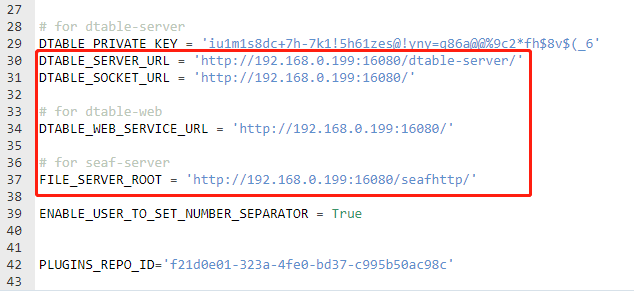 27
28 # for dtable-server
29 DTABLE_PRIVATE_KEY = 'iu1m1s8dc+7h-7k1!5h61zes@!yny=q86a@@%9c2*fh$8v$(_6'
30 DTABLE_SERVER_URL = 'http://192.168.0.199:16080/dtable-server/'
31 DTABLE_SOCKET_URL = 'http://192.168.0.199:16080/'
32
33 # for dtable-web
34 DTABLE_WEB_SERVICE_URL = 'http://192.168.0.199:16080/'
35
36 # for seaf-server
37 FILE_SERVER_ROOT = 'http://192.168.0.199:16080/seafhttp/'
38
39 ENABLE_USER_TO_SET_NUMBER_SEPARATOR = True
40
41
42 PLUGINS_REPO_ID='f21d0e01-323a-4fe0-bd37-c995b50ac98c'
43